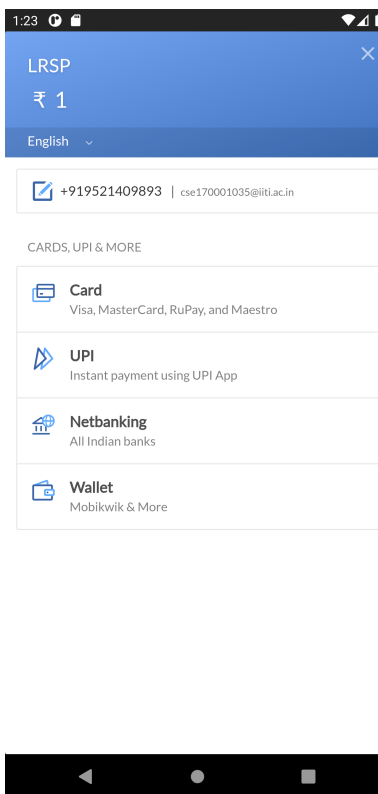 1:23
LRSP
₹ 1
English
+919521409893 | cse170001035@iiti.ac.in
CARDS, UPI & MORE
Card
Visa, MasterCard, RuPay, and Maestro
UPI
Instant payment using UPI App
Netbanking
All Indian banks
Wallet
Mobikwik & More